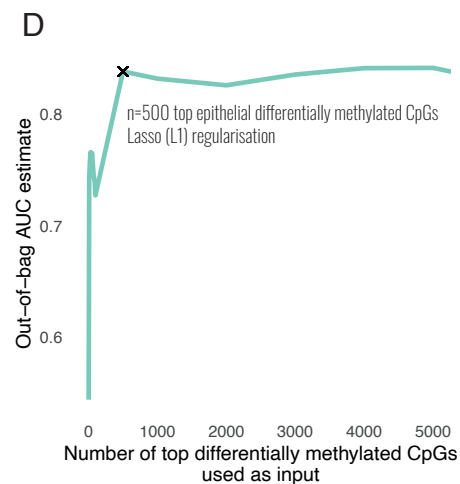 D
Out−of−bag AUC estimate
0.8
0.7
0.6
n=500 top epithelial differentially methylated CpGs
Lasso (L1) regularisation
0 1000 2000 3000 4000 5000
Number of top differentially methylated CpGs
used as input